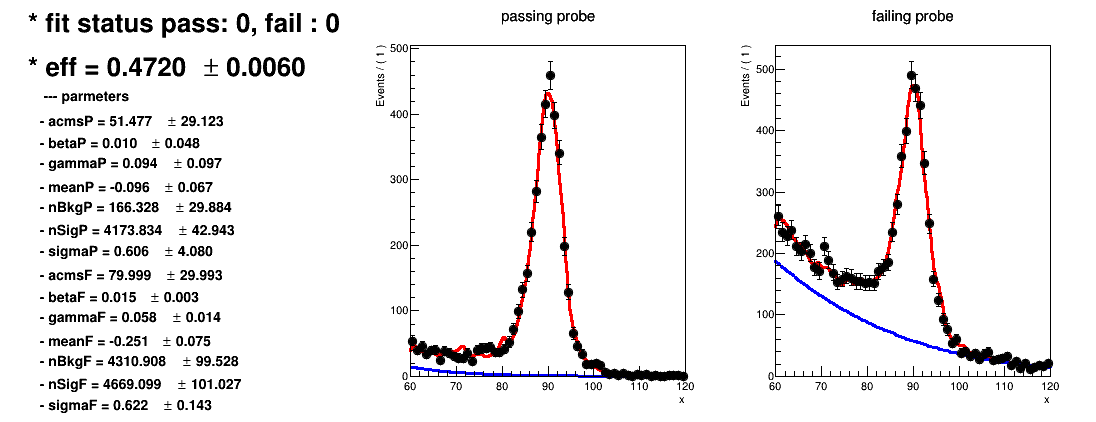 * fit status pass: 0, fail : 0
* eff = 0.4720 ± 0.0060
--- parmeters
- acmsP = 51.477 ± 29.123
- betaP = 0.010 ± 0.048
- gammaP = 0.094 ± 0.097
- meanP = -0.096 ± 0.067
- nBkgP = 166.328 ± 29.884
- nSigP = 4173.834 ± 42.943
- sigmaP = 0.606 ± 4.080
- acmsF = 79.999 ± 29.993
- betaF = 0.015 ± 0.003
- gammaF = 0.058 ± 0.014
- meanF = -0.251 ± 0.075
- nBkgF = 4310.908 ± 99.528
- nSigF = 4669.099 ± 101.027
- sigmaF = 0.622 ± 0.143
passing probe
Events / ( 1 )
500
400
300
200
100
0
60 70 80 90 100 110 120
x
failing probe
Events / ( 1 )
500
400
300
200
100
0
60 70 80 90 100 110 120
x